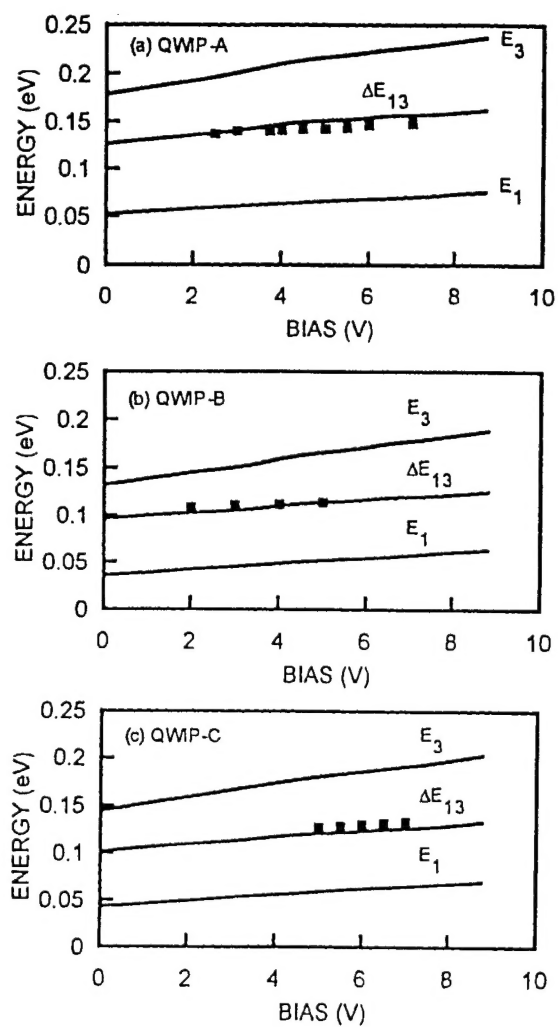 (a) QWIP-A
E3
ΔE13
E1
ENERGY (eV)
0.25
0.2
0.15
0.1
0.05
0
0 2 4 6 8 10
BIAS (V)
(b) QWIP-B
E3
ΔE13
E1
ENERGY (eV)
0.25
0.2
0.15
0.1
0.05
0
0 2 4 6 8 10
BIAS (V)
(c) QWIP-C
E3
ΔE13
E1
ENERGY (eV)
0.25
0.2
0.15
0.1
0.05
0
0 2 4 6 8 10
BIAS (V)